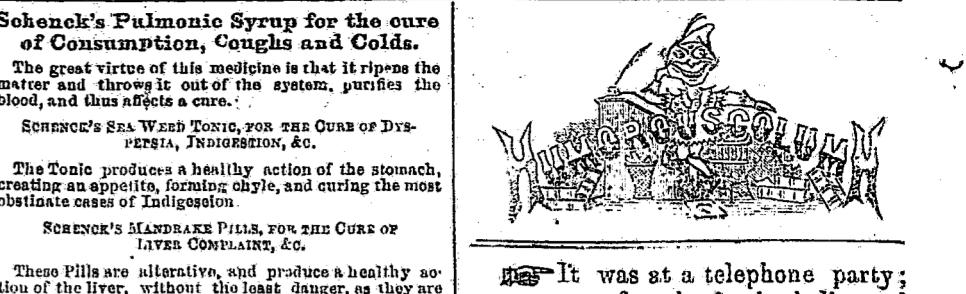 Schenck's Pulmonic Syrup for the cure
of Consumption, Coughs and Colds.
The great virtue of this medicine is that it ripens the
matter and throws it out of the system, purifies the
blood, and thus affects a cure.
SCHENCK'S SEA WEED TONIC, FOR THE CURE OF DYS-
PEPSIA, INDIGESTION, &C.
The Tonic produces a healthy action of the stomach,
creating an appetite, forming chyle, and curing the most
obstinate cases of Indigestion.
SCHENCK'S MANDRAKE PILLS, FOR THE CURE OF
LIVER COMPLAINT, &C.
These Pills are alterative, and produce a healthy ac-
tion of the liver, without the least danger, as they are
HUMOROUS COLUMN
It was at a telephone party;